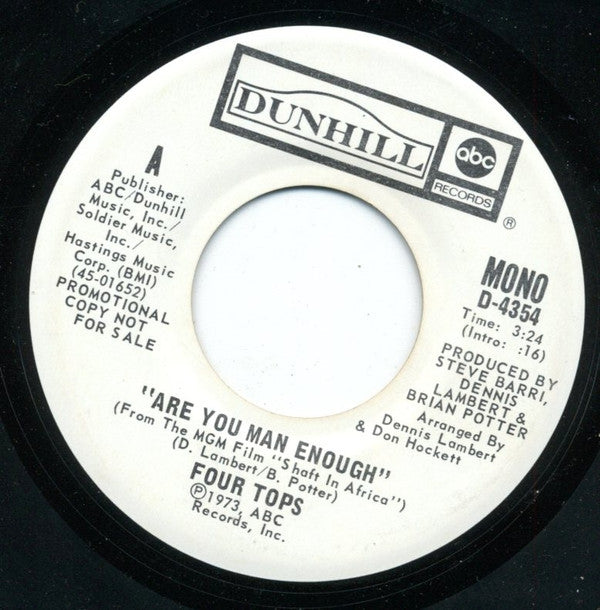 DUNHILL
abc
RECORDS
®
A
Publisher:
ABC/Dunhill
Music, Inc./
Soldier Music,
Inc./
Hastings Music
Corp. (BMI)
(45-01652)
PROMOTIONAL
COPY NOT
FOR SALE
MONO
D-4354
Time: 3:24
(Intro: :16)
PRODUCED BY
STEVE BARRI,
DENNIS
LAMBERT &
BRIAN POTTER
Arranged By
Dennis Lambert
& Don Hockett
"ARE YOU MAN ENOUGH"
(From The MGM Film "Shaft In Africa")
(D. Lambert/B. Potter)
FOUR TOPS
Ⓟ1973, ABC
Records, Inc.